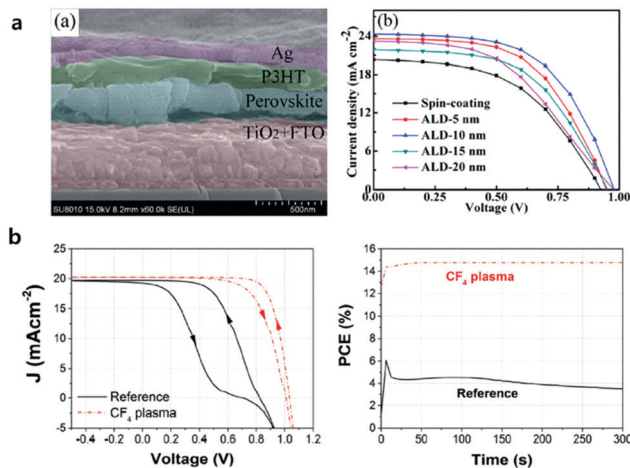 a
(a)
Ag
P3HT
Perovskite
TiO2+FTO
SU8010 15.0kV 8.2mm x60.0k SE(UL)
500nm
(b)
Current density (mA cm-2)
24
18
12
6
0
Spin-coating
ALD-5 nm
ALD-10 nm
ALD-15 nm
ALD-20 nm
0.00 0.25 0.50 0.75 1.00
Voltage (V)
b
J (mAcm-2)
25
20
15
10
5
0
-5
Reference
CF4 plasma
-0.4 -0.2 0.0 0.2 0.4 0.6 0.8 1.0 1.2
Voltage (V)
PCE (%)
16
14
12
10
8
6
4
2
0
CF4 plasma
Reference
0 50 100 150 200 250 300
Time (s)